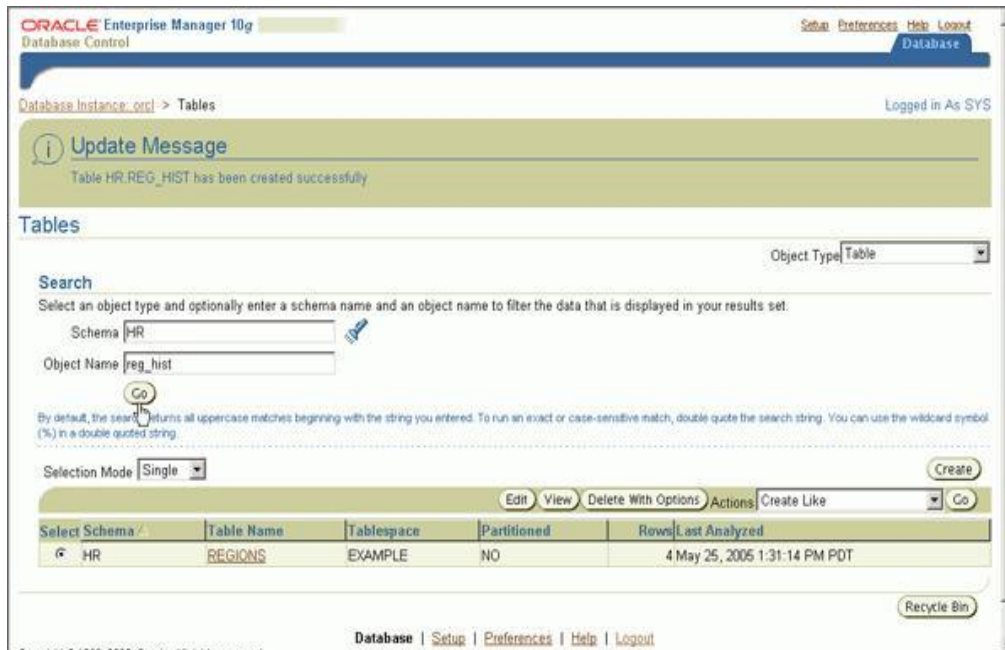 ORACLE Enterprise Manager 10g
Database Control
Setup Preferences Help Logout
Database
Database Instance: orcl > Tables
Logged in As SYS
Update Message
Table HR.REG_HIST has been created successfully
Tables
Object Type Table
Search
Select an object type and optionally enter a schema name and an object name to filter the data that is displayed in your results set.
Schema HR
Object Name reg_hist
Go
By default, the search returns all uppercase matches beginning with the string you entered. To run an exact or case-sensitive match, double quote the search string. You can use the wildcard symbol
(%) in a double quoted string.
Selection Mode Single
Create
Edit View Delete With Options Actions Create Like Go
Select Schema Table Name Tablespace Partitioned Rows Last Analyzed
HR REGIONS EXAMPLE NO 4 May 25, 2005 1:31:14 PM PDT
Recycle Bin
Database | Setup | Preferences | Help | Logout